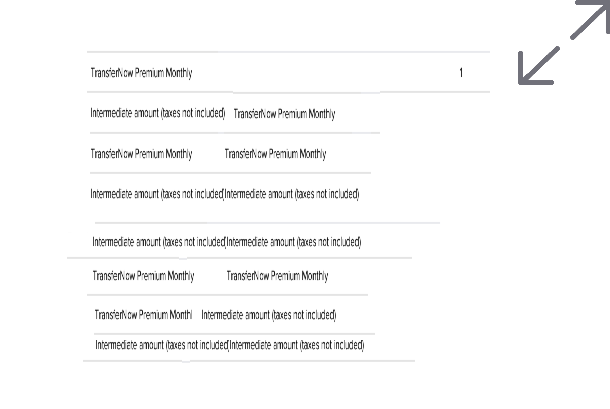 TransferNow Premium Monthly 1
Intermediate amount (taxes not included) TransferNow Premium Monthly
TransferNow Premium Monthly TransferNow Premium Monthly
Intermediate amount (taxes not included) Intermediate amount (taxes not included)
Intermediate amount (taxes not included) Intermediate amount (taxes not included)
TransferNow Premium Monthly TransferNow Premium Monthly
TransferNow Premium Monthl Intermediate amount (taxes not included)
Intermediate amount (taxes not included) Intermediate amount (taxes not included)